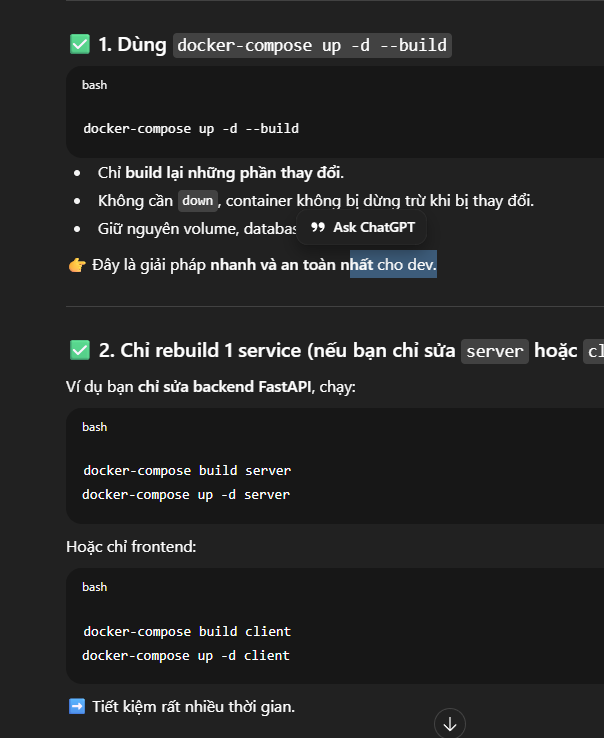 ✅ 1. Dùng docker-compose up -d --build
bash
docker-compose up -d --build
• Chỉ build lại những phần thay đổi.
• Không cần down, container không bị dừng trừ khi bị thay đổi.
• Giữ nguyên volume, databas
Ask ChatGPT
👉 Đây là giải pháp nhanh và an toàn nhất cho dev.
✅ 2. Chỉ rebuild 1 service (nếu bạn chỉ sửa server hoặc cl
Ví dụ bạn chỉ sửa backend FastAPI, chạy:
bash
docker-compose build server
docker-compose up -d server
Hoặc chỉ frontend:
bash
docker-compose build client
docker-compose up -d client
➡️ Tiết kiệm rất nhiều thời gian.